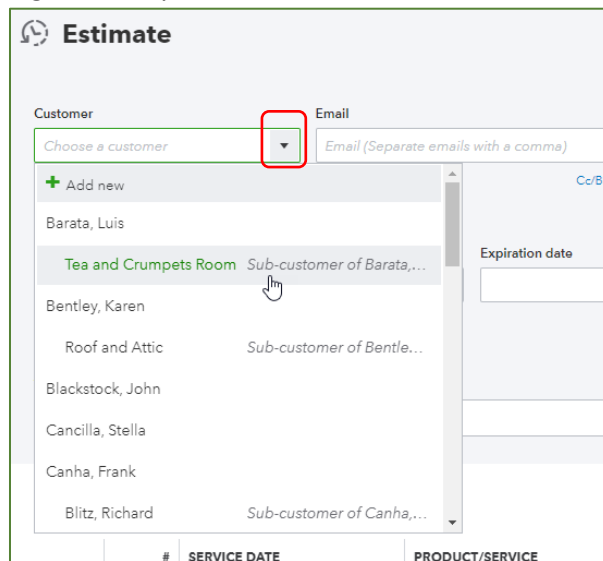 Estimate
Customer Email
Choose a customer Email (Separate emails with a comma)
Add new Cc/B
Barata, Luis
Tea and Crumpets Room Sub-customer of Barata,...
Expiration date
Bentley, Karen
Roof and Attic Sub-customer of Bentle...
Blackstock, John
Cancilla, Stella
Canha, Frank
Blitz, Richard Sub-customer of Canha,...
# SERVICE DATE PRODUCT/SERVICE